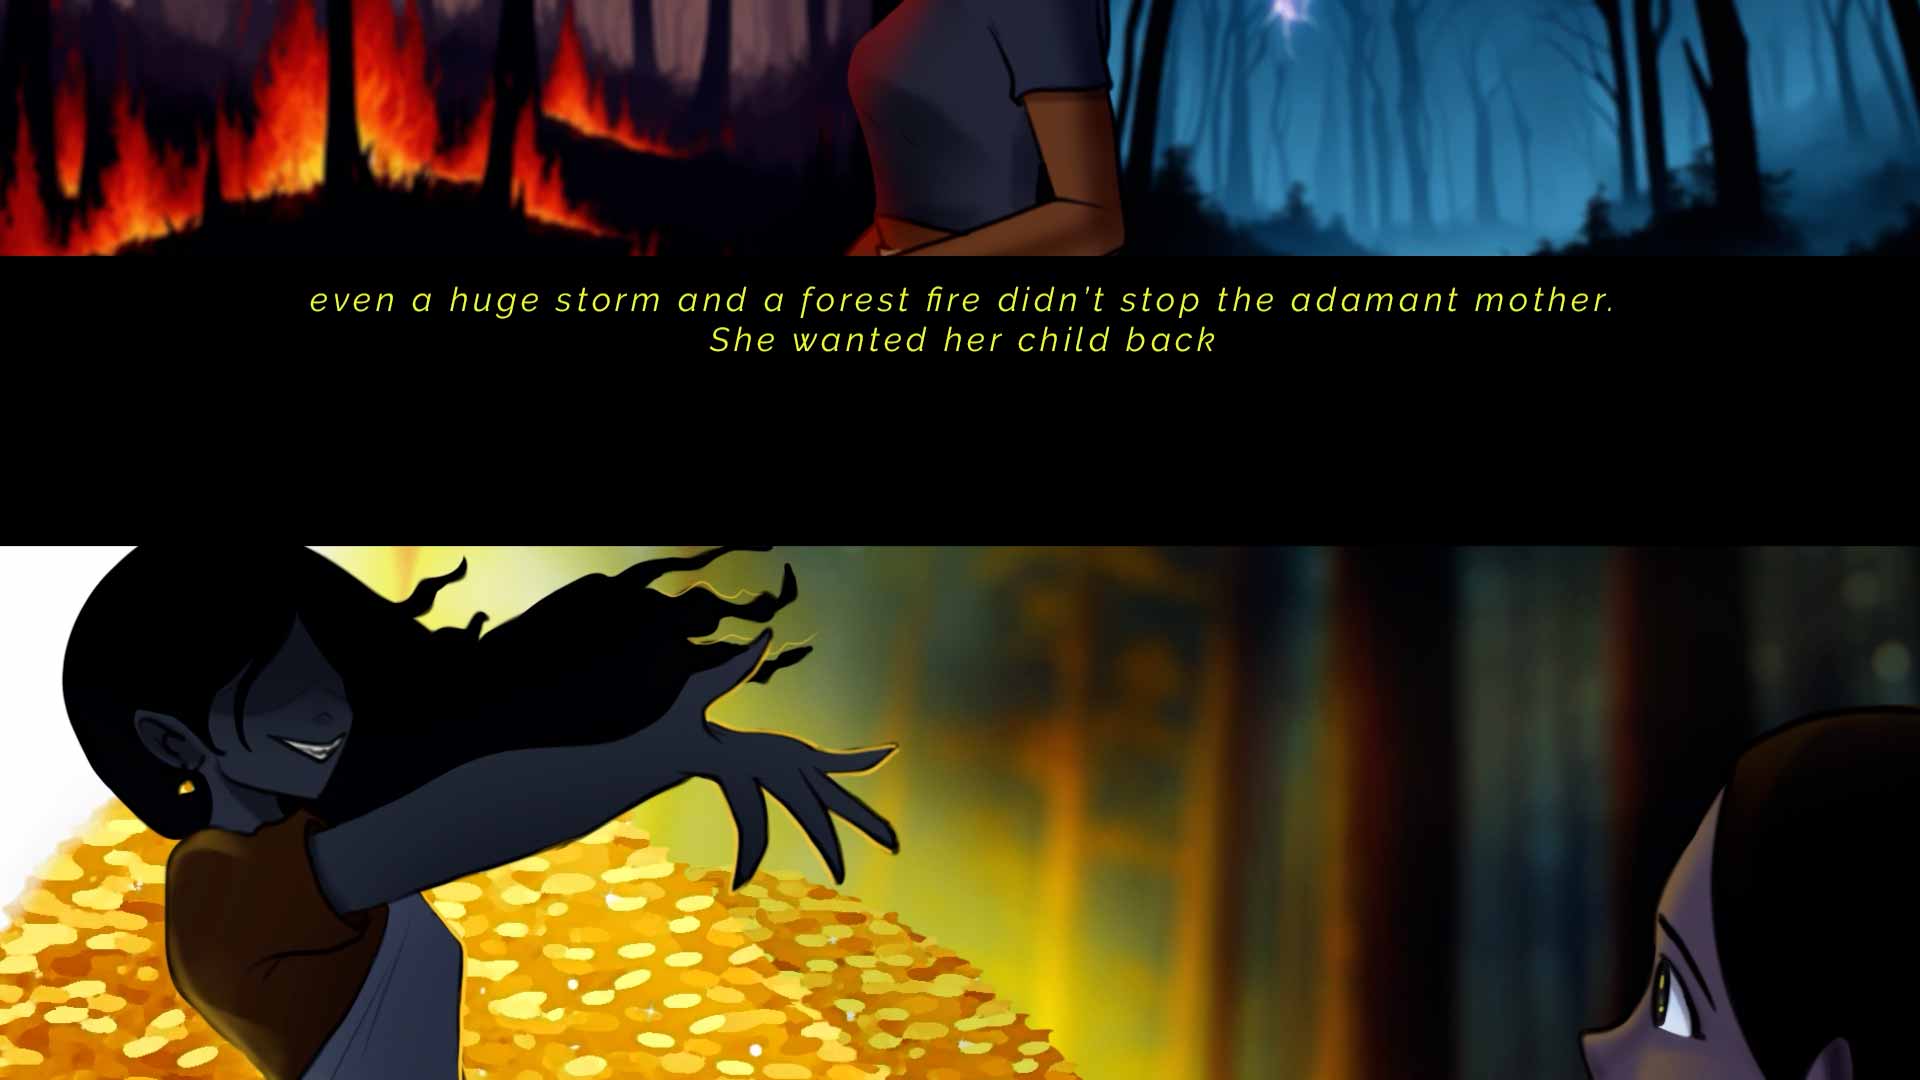 even a huge storm and a forest fire didn't stop the adamant mother.
She wanted her child back